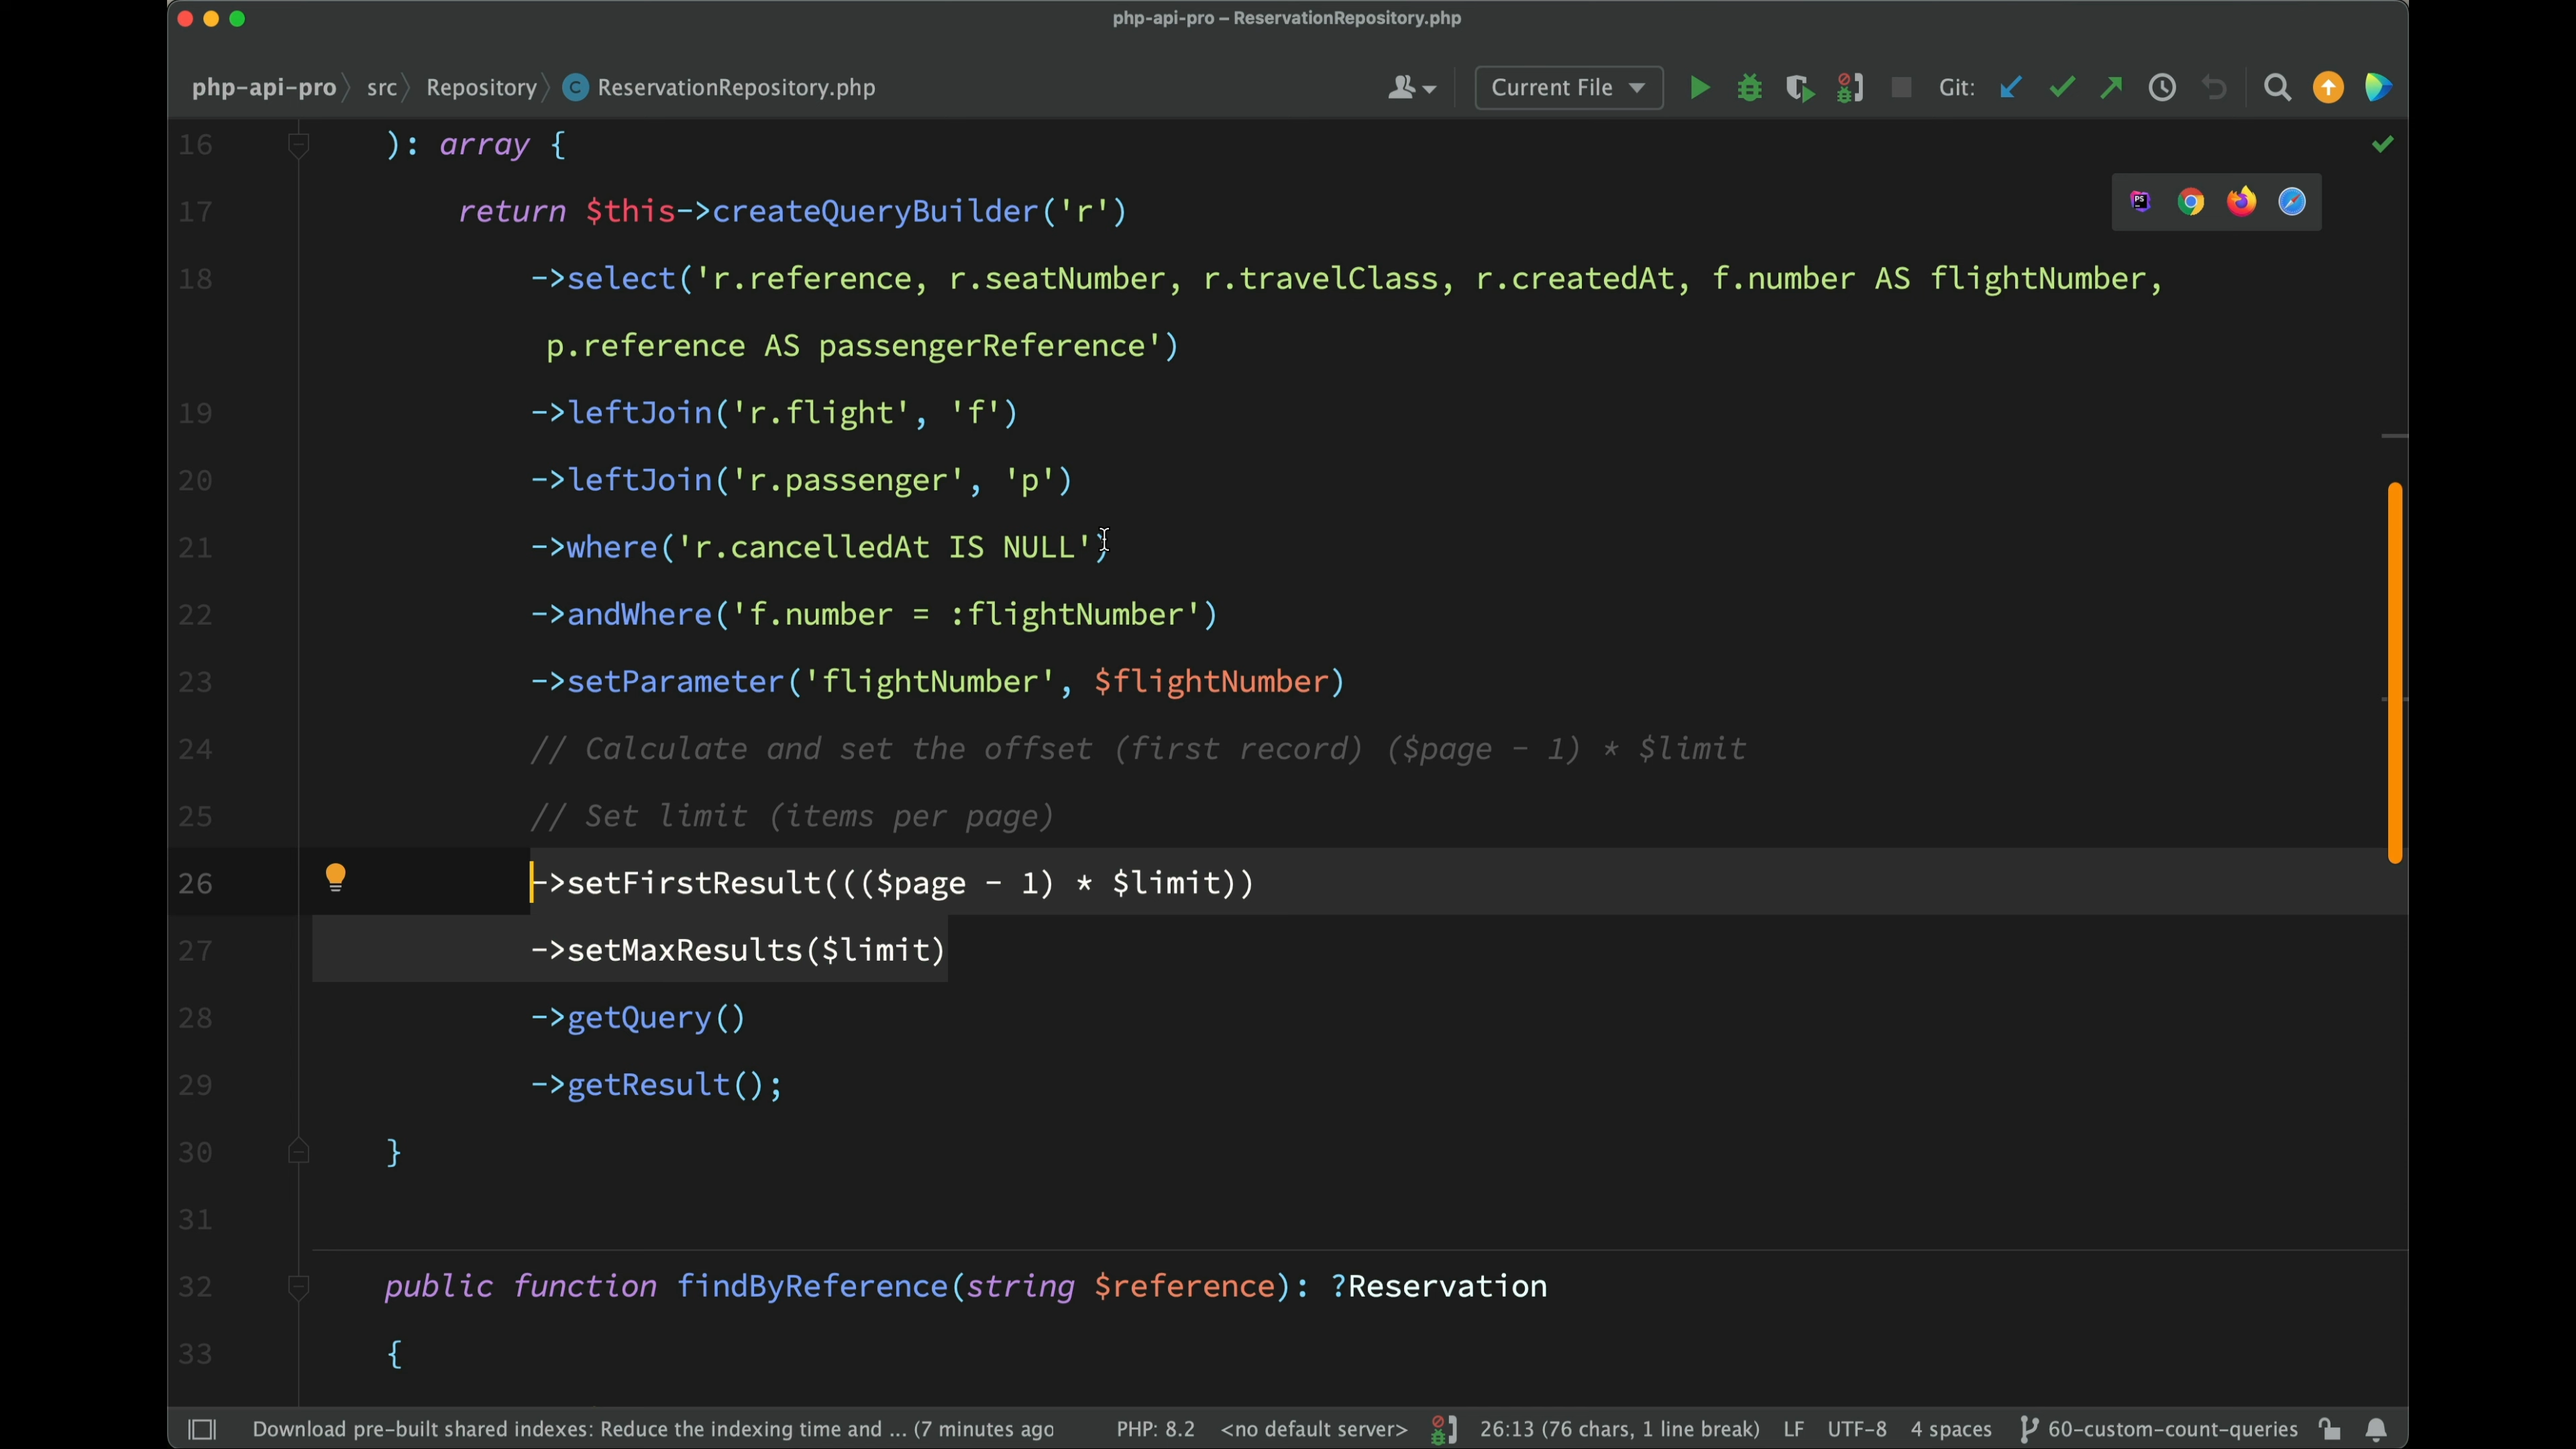 php-api-pro – ReservationRepository.php
php-api-pro src Repository C ReservationRepository.php Current File Git:
16 ): array {
17 return $this->createQueryBuilder('r')
18 ->select('r.reference, r.seatNumber, r.travelClass, r.createdAt, f.number AS flightNumber,
p.reference AS passengerReference')
19 ->leftJoin('r.flight', 'f')
20 ->leftJoin('r.passenger', 'p')
21 ->where('r.cancelledAt IS NULL')
22 ->andWhere('f.number = :flightNumber')
23 ->setParameter('flightNumber', $flightNumber)
24 // Calculate and set the offset (first record) ($page - 1) * $limit
25 // Set limit (items per page)
26 ->setFirstResult((($page - 1) * $limit))
27 ->setMaxResults($limit)
28 ->getQuery()
29 ->getResult();
30 }
31
32 public function findByReference(string $reference): ?Reservation
33 {
Download pre-built shared indexes: Reduce the indexing time and ... (7 minutes ago PHP: 8.2 <no default server> 26:13 (76 chars, 1 line break) LF UTF-8 4 spaces 60-custom-count-queries